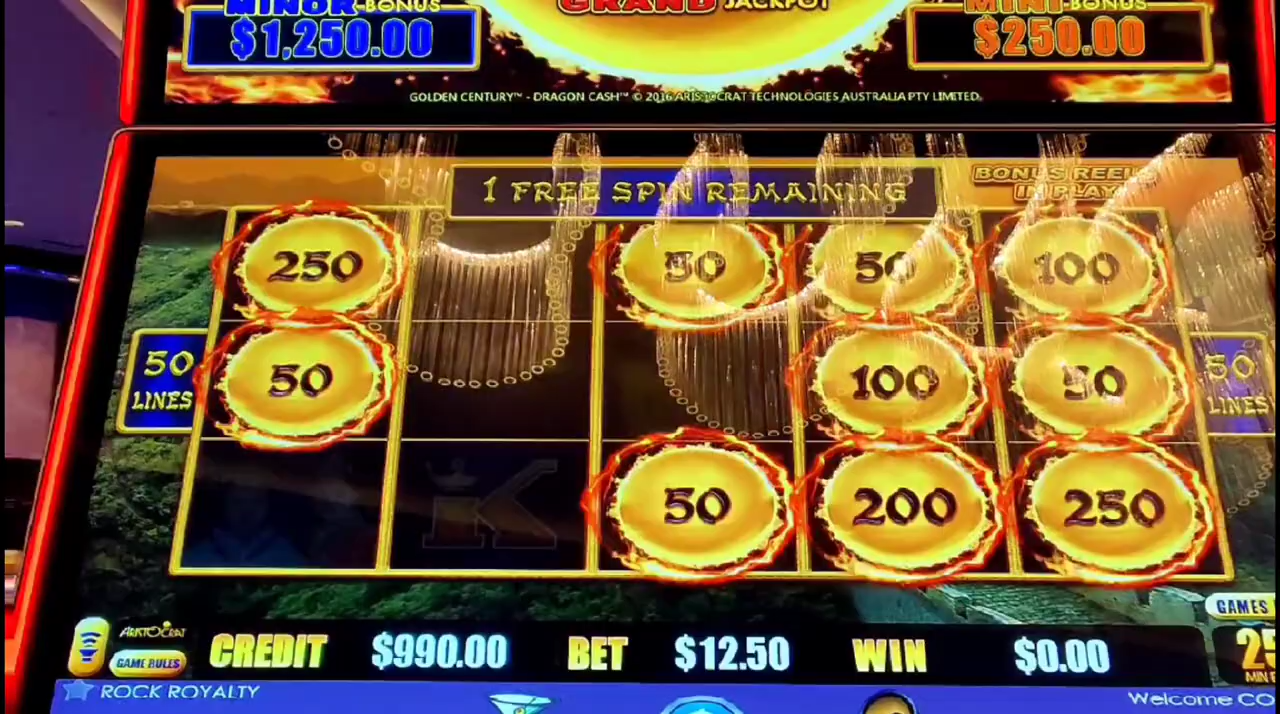 MINOR BONUS
$1,250.00
GRAND JACKPOT
MINI BONUS
$250.00
GOLDEN CENTURY™ - DRAGON CASH™ © 2016 ARISTOCRAT TECHNOLOGIES AUSTRALIA PTY LIMITED.
1 FREE SPIN REMAINING
BONUS REELS
IN PLAY
250
50
50
100
50
100
50
50
LINES
50
LINES
50
200
250
K
GAMES
ARISTOCRAT
GAME RULES
CREDIT $990.00 BET $12.50 WIN $0.00
25
MIN
ROCK ROYALTY
Welcome CO